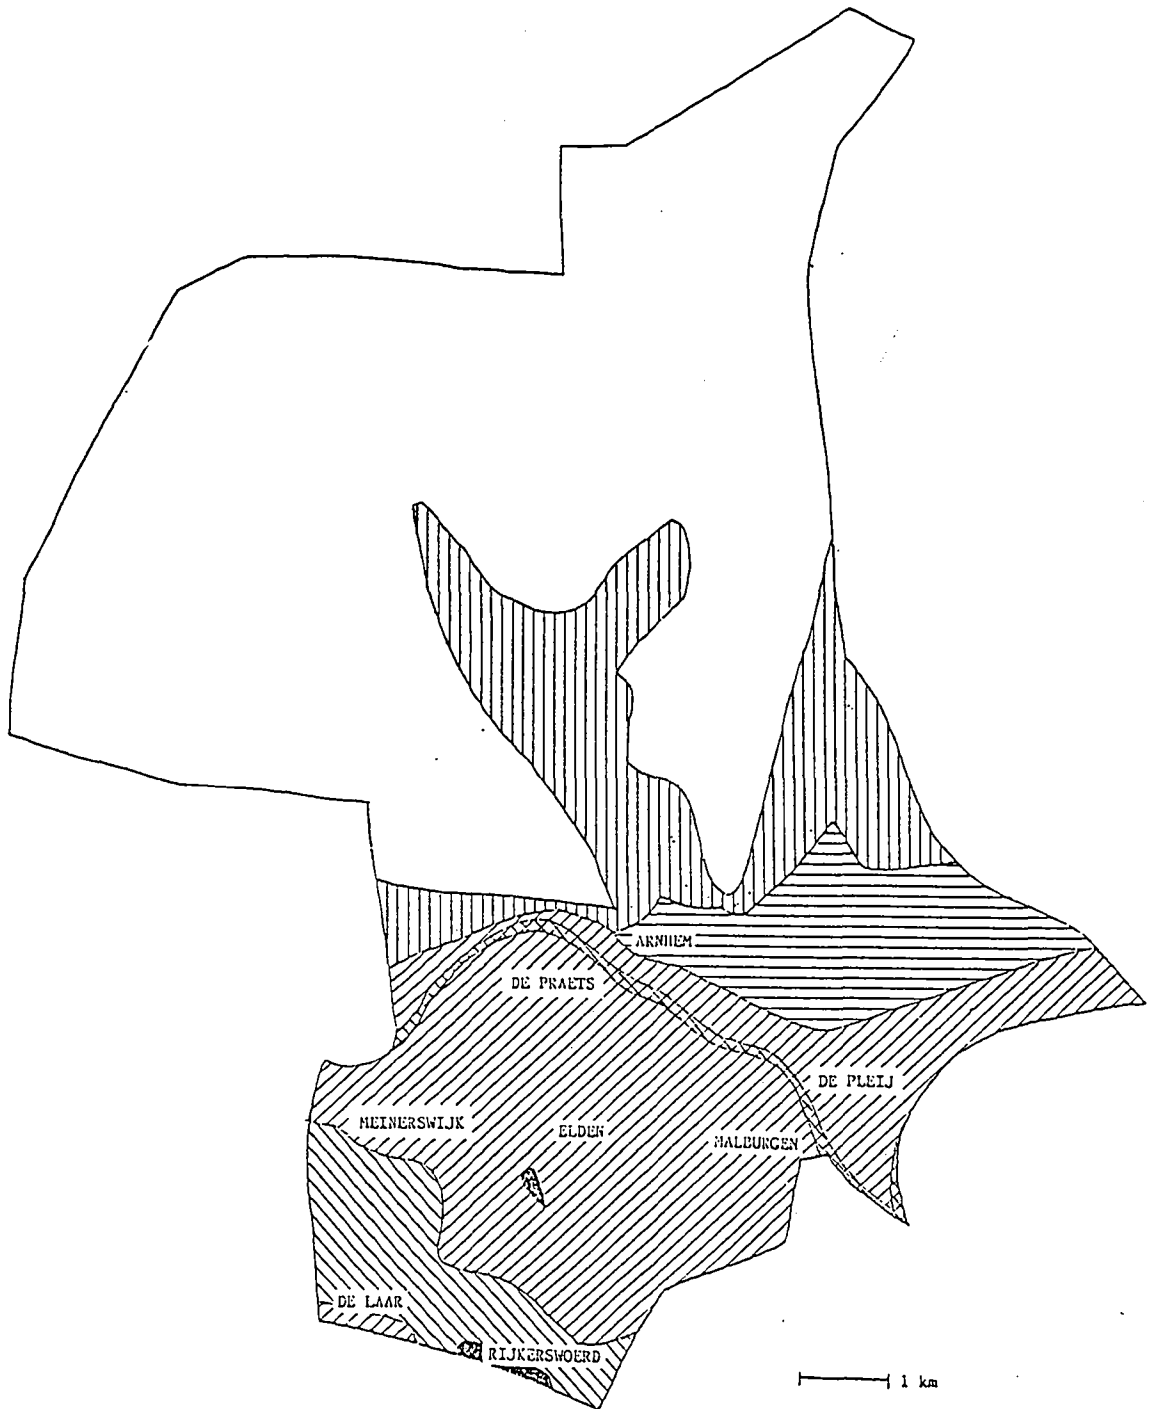 ARNHEM
DE PRAETS
DE PLEIJ
MEINERSWIJK
ELDEN
MALBURGEN
DE LAAR
RIJKERSWOERD
1 km